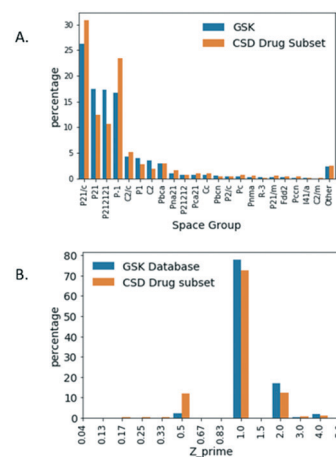 A.
GSK
CSD Drug Subset
percentage
30
25
20
15
10
5
0
P21/c
P21
P212121
P-1
C2/c
P1
C2
Pbca
Pna21
P21212
Pca21
Cc
Pbcn
P2/c
Pc
Pnma
R-3
P21/m
Fdd2
Pccn
I41/a
C2/m
Other
Space Group
B.
GSK Database
CSD Drug subset
percentage
80
70
60
50
40
30
20
10
0
0.04
0.13
0.17
0.25
0.33
0.5
0.67
0.83
1.0
1.5
2.0
3.0
4.0
Z_prime